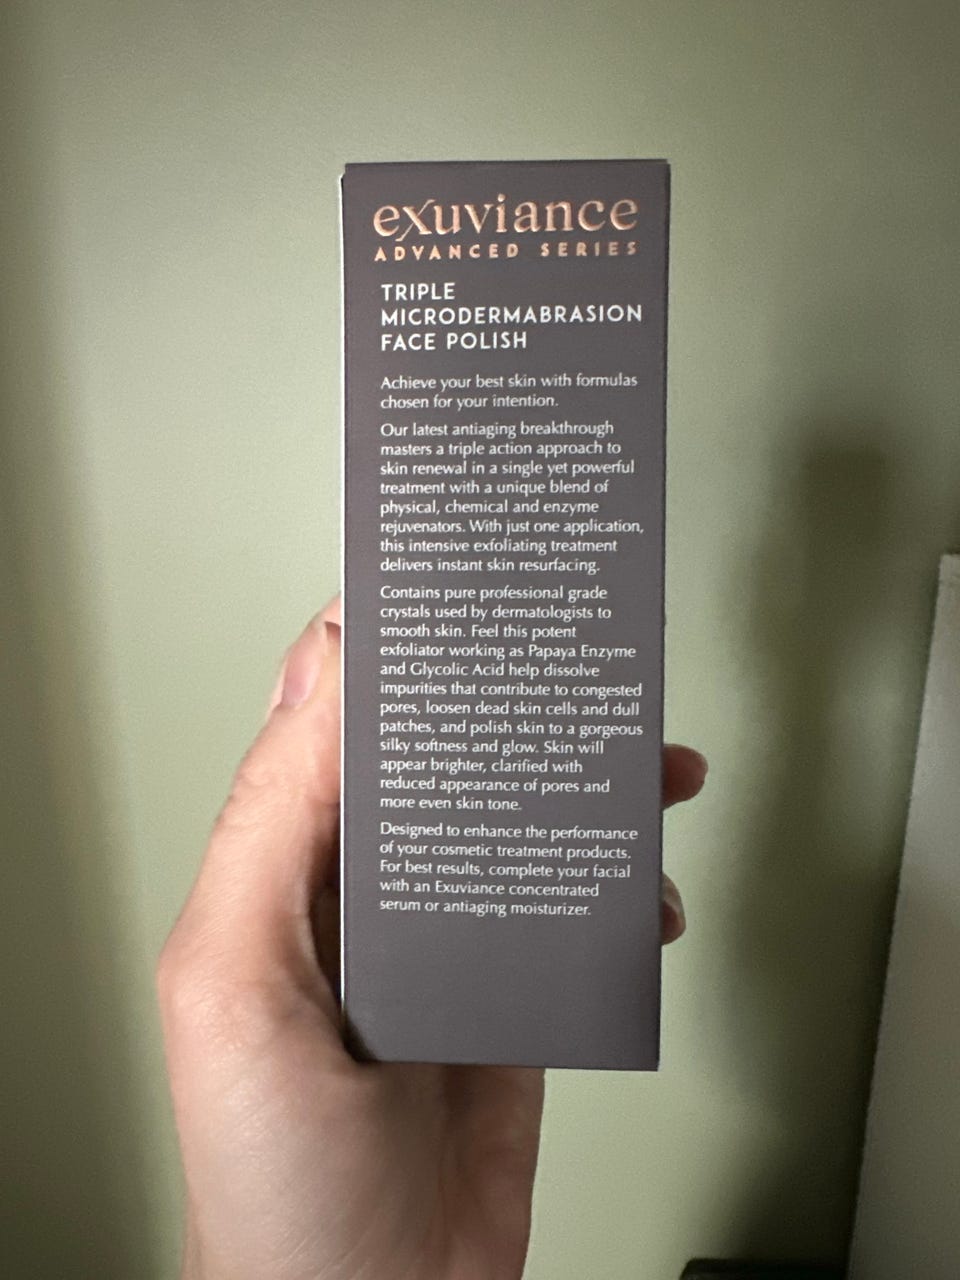 exuviance
ADVANCED SERIES
TRIPLE
MICRODERMABRASION
FACE POLISH
Achieve your best skin with formulas
chosen for your intention.
Our latest antiaging breakthrough
masters a triple action approach to
skin renewal in a single yet powerful
treatment with a unique blend of
physical, chemical and enzyme
rejuvenators. With just one application,
this intensive exfoliating treatment
delivers instant skin resurfacing.
Contains pure professional grade
crystals used by dermatologists to
smooth skin. Feel this potent
exfoliator working as Papaya Enzyme
and Glycolic Acid help dissolve
impurities that contribute to congested
pores, loosen dead skin cells and dull
patches, and polish skin to a gorgeous
silky softness and glow. Skin will
appear brighter, clarified with
reduced appearance of pores and
more even skin tone.
Designed to enhance the performance
of your cosmetic treatment products.
For best results, complete your facial
with an Exuviance concentrated
serum or antiaging moisturizer.